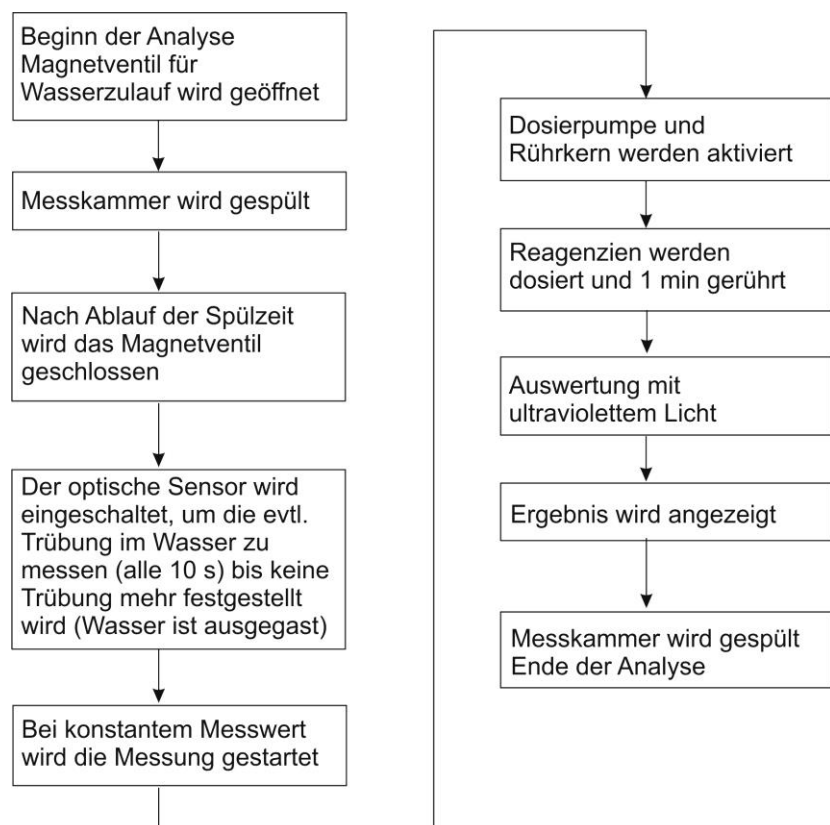 Beginn der Analyse
Magnetventil für
Wasserzulauf wird geöffnet
Messkammer wird gespült
Nach Ablauf der Spülzeit
wird das Magnetventil
geschlossen
Der optische Sensor wird
eingeschaltet, um die evtl.
Trübung im Wasser zu
messen (alle 10 s) bis keine
Trübung mehr festgestellt
wird (Wasser ist ausgegast)
Bei konstantem Messwert
wird die Messung gestartet
Dosierpumpe und
Rührkern werden aktiviert
Reagenzien werden
dosiert und 1 min gerührt
Auswertung mit
ultraviolettem Licht
Ergebnis wird angezeigt
Messkammer wird gespült
Ende der Analyse